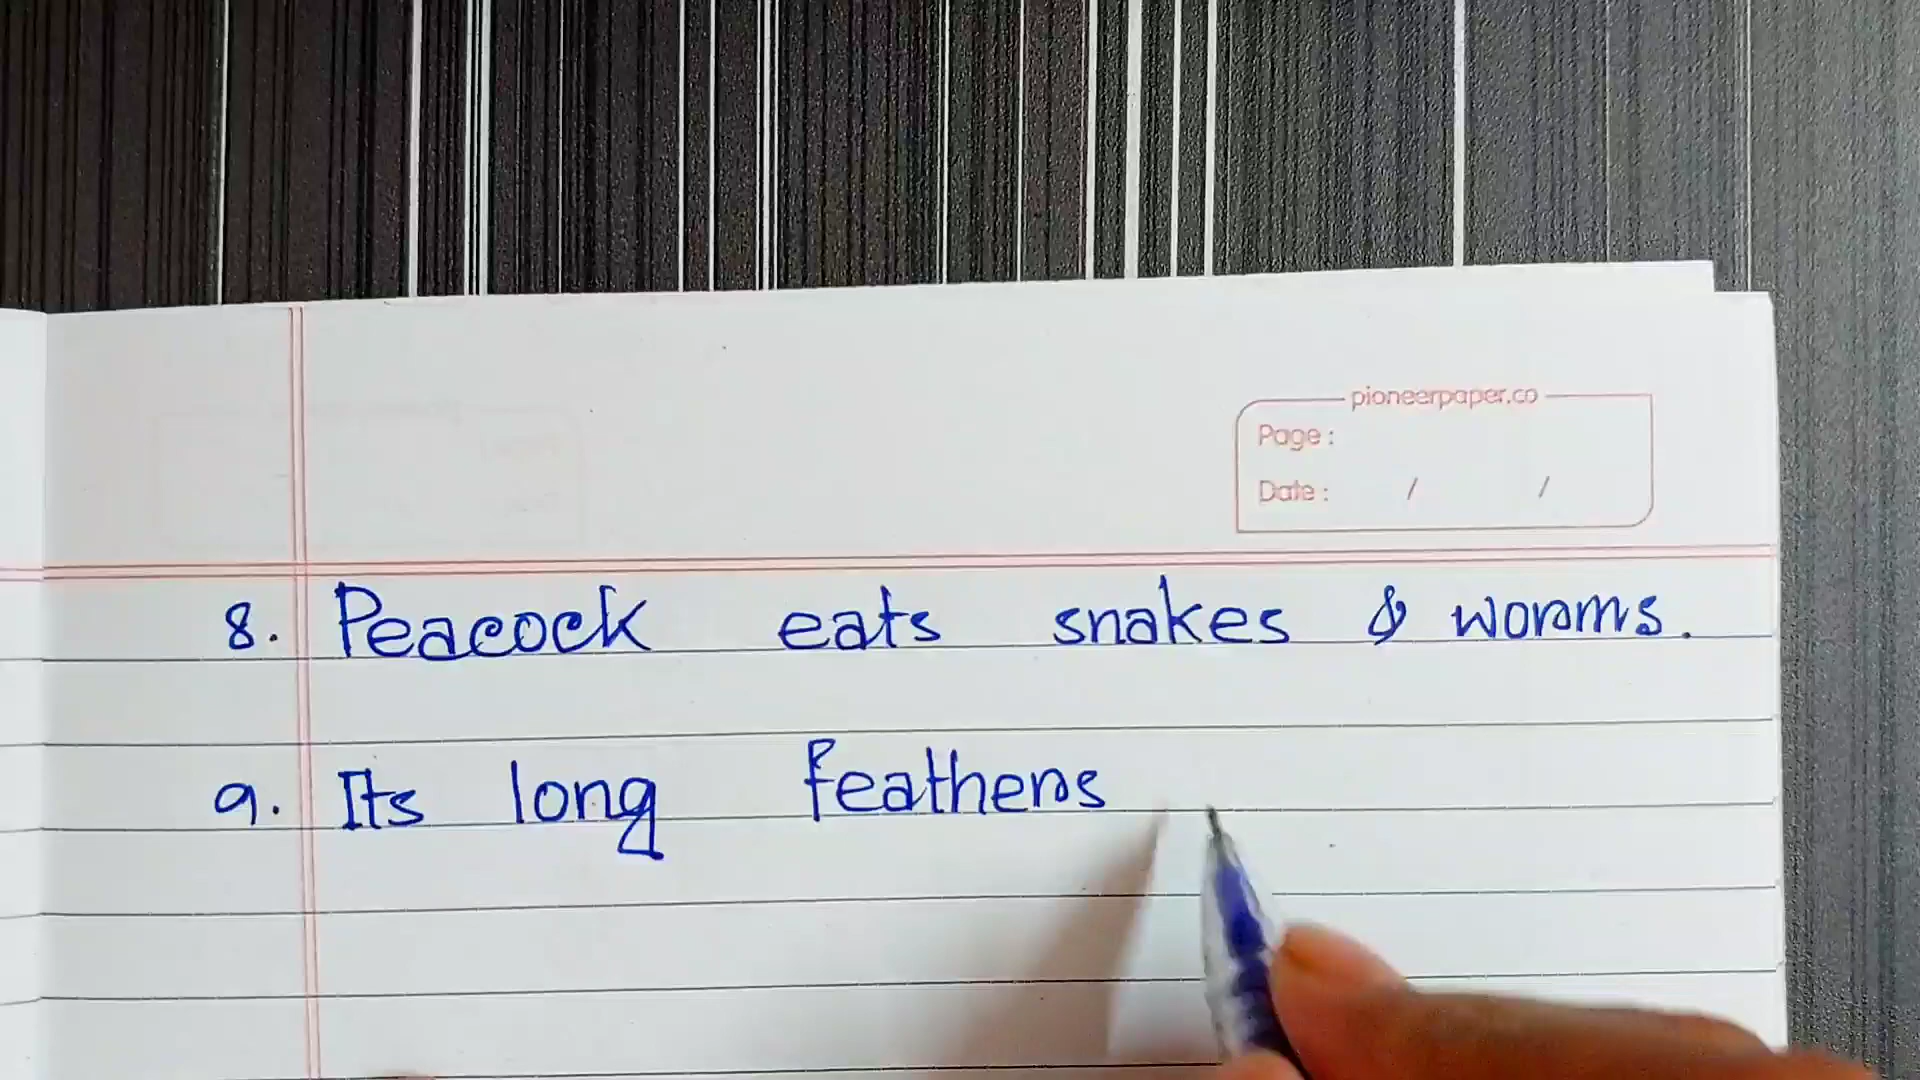 pioneerpaper.co
Page :
Date : / /
8. Peacock eats snakes & worms.
9. Its long feathers